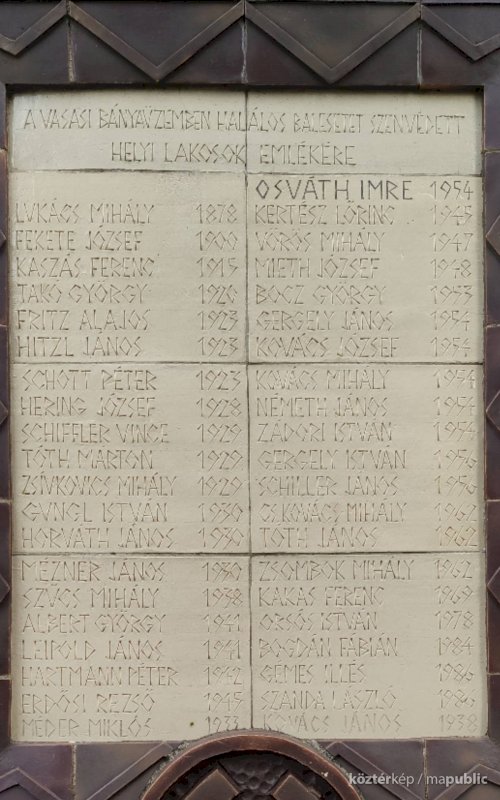 A VASASI BÁNYAÜZEMBEN HALÁLOS BALESETET SZENVEDETT
HELYI LAKOSOK EMLÉKÉRE
LUKÁCS MIHÁLY 1878
FEKETE JÓZSEF 1900
KASZÁS FERENC 1915
TAKÓ GYÖRGY 1920
FRITZ ALAJOS 1923
HITZL JÁNOS 1923
SCHOTT PÉTER 1923
HERING JÓZSEF 1928
SCHIFFLER VINCE 1929
TÓTH MÁRTON 1929
ZSIVKOVICS MIHÁLY 1929
GUNGL ISTVÁN 1930
HORVÁTH JÁNOS 1930
MEZNER JÁNOS 1930
SZÜCS MIHÁLY 1938
ALBERT GYÖRGY 1941
LEIPOLD JÁNOS 1941
HARTMANN PÉTER 1942
ERDŐSI REZSŐ 1945
MÉDER MIKLÓS 1933
OSVÁTH IMRE 1954
KERTÉSZ LŐRINC 1945
VÖRÖS MIHÁLY 1947
MIETH JÓZSEF 1948
BOCZ GYÖRGY 1953
GERGELY JÁNOS 1954
KOVÁCS JÓZSEF 1954
KOVÁCS MIHÁLY 1954
NÉMETH JÁNOS 1954
ZÁDORI ISTVÁN 1954
GERGELY ISTVÁN 1956
SCHILLER JÁNOS 1956
CS.KOVÁCS MIHÁLY 1962
TÓTH JÁNOS 1962
ZSOMBOK MIHÁLY 1962
KAKAS FERENC 1969
ORSÓS ISTVÁN 1978
BOGDÁN FÁBIÁN 1984
GÉMES ILLÉS 1986
SZANDA LÁSZLÓ 1986
KOVÁCS JÁNOS 1938
köztérkép / mapublic